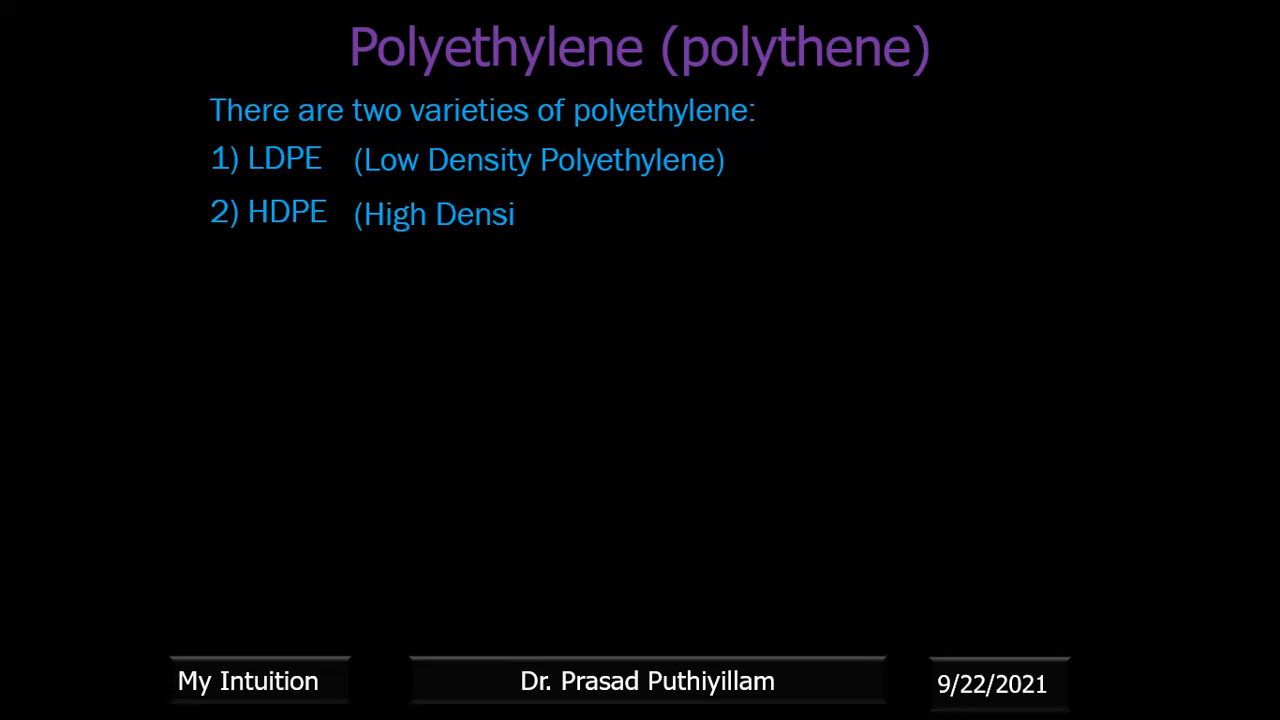 Polyethylene (polythene)
There are two varieties of polyethylene:
1) LDPE (Low Density Polyethylene)
2) HDPE (High Densi
My Intuition
Dr. Prasad Puthiyillam
9/22/2021